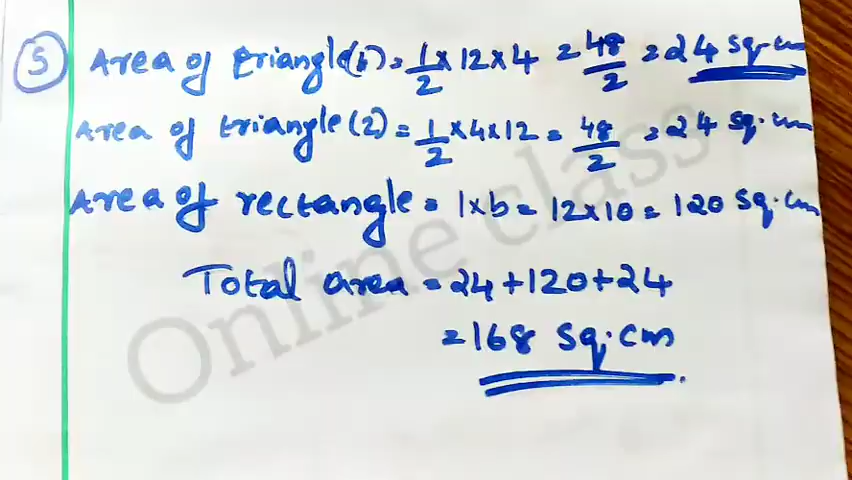 5 Area of triangle(1) = 1/2 × 12 × 4 = 48/2 = 24 sq.cm
Area of triangle(2) = 1/2 × 4 × 12 = 48/2 = 24 sq.cm
Area of rectangle = l×b = 12×10 = 120 sq.cm
Total area = 24+120+24
= 168 sq.cm
Online class